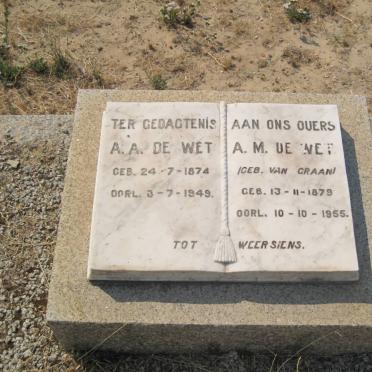 TER GEDAGTENIS AAN ONS OUERS
A. A. DE WET
GEB. 24-7-1874
OORL. 3-7-1949.
A. M. DE WET
(GEB. VAN GRAAN)
GEB. 13-11-1879
OORL. 10-10-1955.
TOT WEERSIENS.